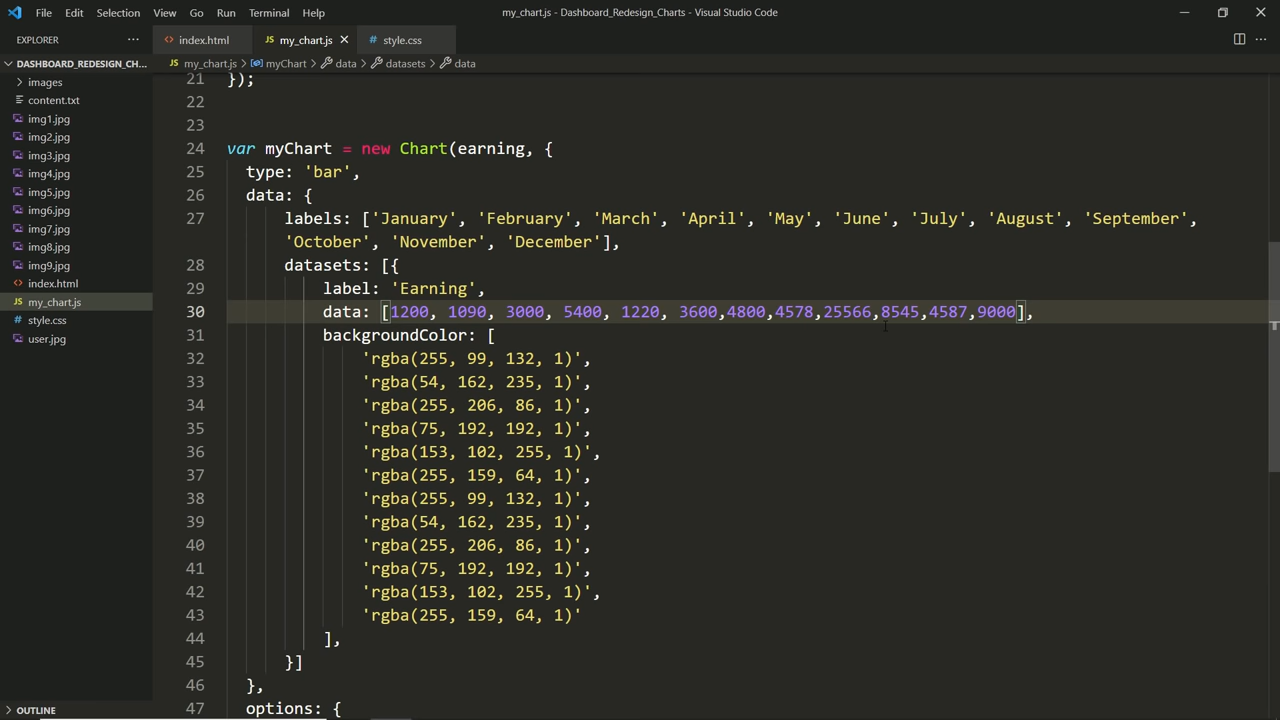 File Edit Selection View Go Run Terminal Help
my_chart.js - Dashboard_Redesign_Charts - Visual Studio Code
EXPLORER
index.html
my_chart.js
style.css
DASHBOARD_REDESIGN_CH...
my_chart.js > myChart > data > datasets > data
images
content.txt
img1.jpg
img2.jpg
img3.jpg
img4.jpg
img5.jpg
img6.jpg
img7.jpg
img8.jpg
img9.jpg
index.html
my_chart.js
style.css
user.jpg
OUTLINE
21 });
22
23
24 var myChart = new Chart(earning, {
25 type: 'bar',
26 data: {
27 labels: ['January', 'February', 'March', 'April', 'May', 'June', 'July', 'August', 'September',
'October', 'November', 'December'],
28 datasets: [{
29 label: 'Earning',
30 data: [1200, 1090, 3000, 5400, 1220, 3600,4800,4578,25566,8545,4587,9000],
31 backgroundColor: [
32 'rgba(255, 99, 132, 1)',
33 'rgba(54, 162, 235, 1)',
34 'rgba(255, 206, 86, 1)',
35 'rgba(75, 192, 192, 1)',
36 'rgba(153, 102, 255, 1)',
37 'rgba(255, 159, 64, 1)',
38 'rgba(255, 99, 132, 1)',
39 'rgba(54, 162, 235, 1)',
40 'rgba(255, 206, 86, 1)',
41 'rgba(75, 192, 192, 1)',
42 'rgba(153, 102, 255, 1)',
43 'rgba(255, 159, 64, 1)'
44 ],
45 }]
46 },
47 options: {